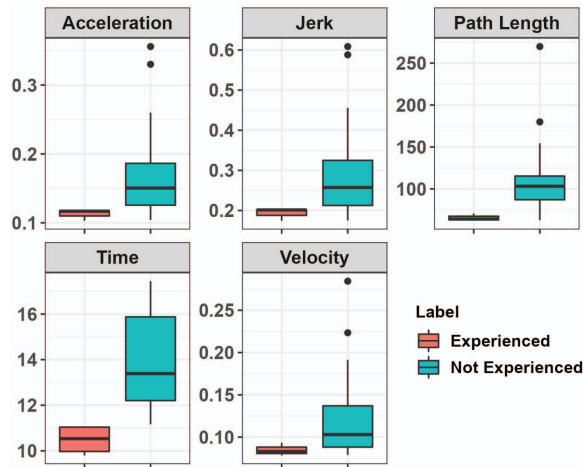 Acceleration
0.3
0.2
0.1
Jerk
0.6
0.5
0.4
0.3
0.2
Path Length
250
200
150
100
Time
16
14
12
10
Velocity
0.25
0.20
0.15
0.10
Label
Experienced
Not Experienced